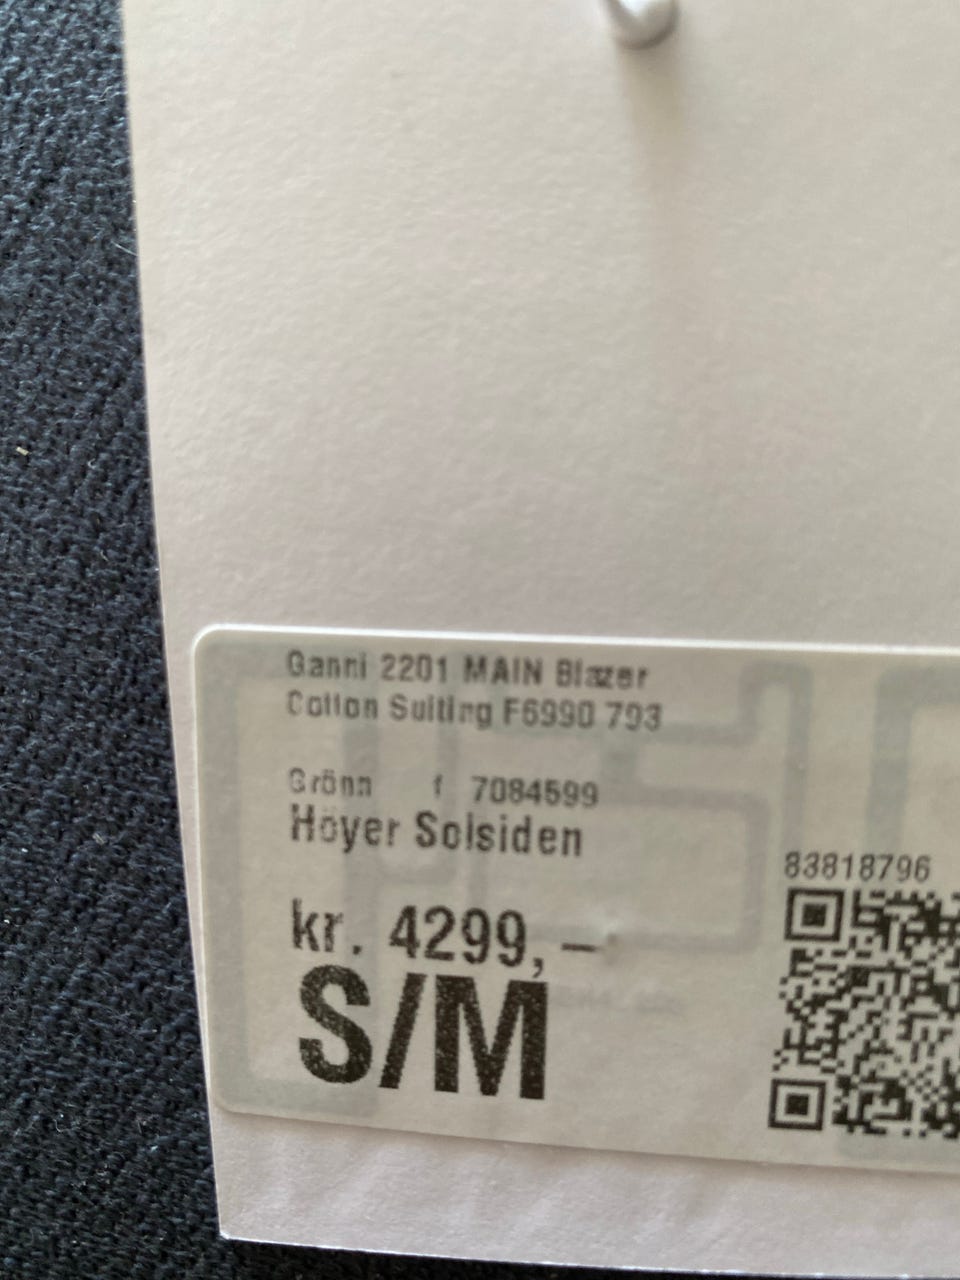 Ganni 2201 MAIN Blazer
Cotton Suiting F6990 793
Grönn f 7084599
Höyer Solsiden
83818796
kr. 4299,–
S/M